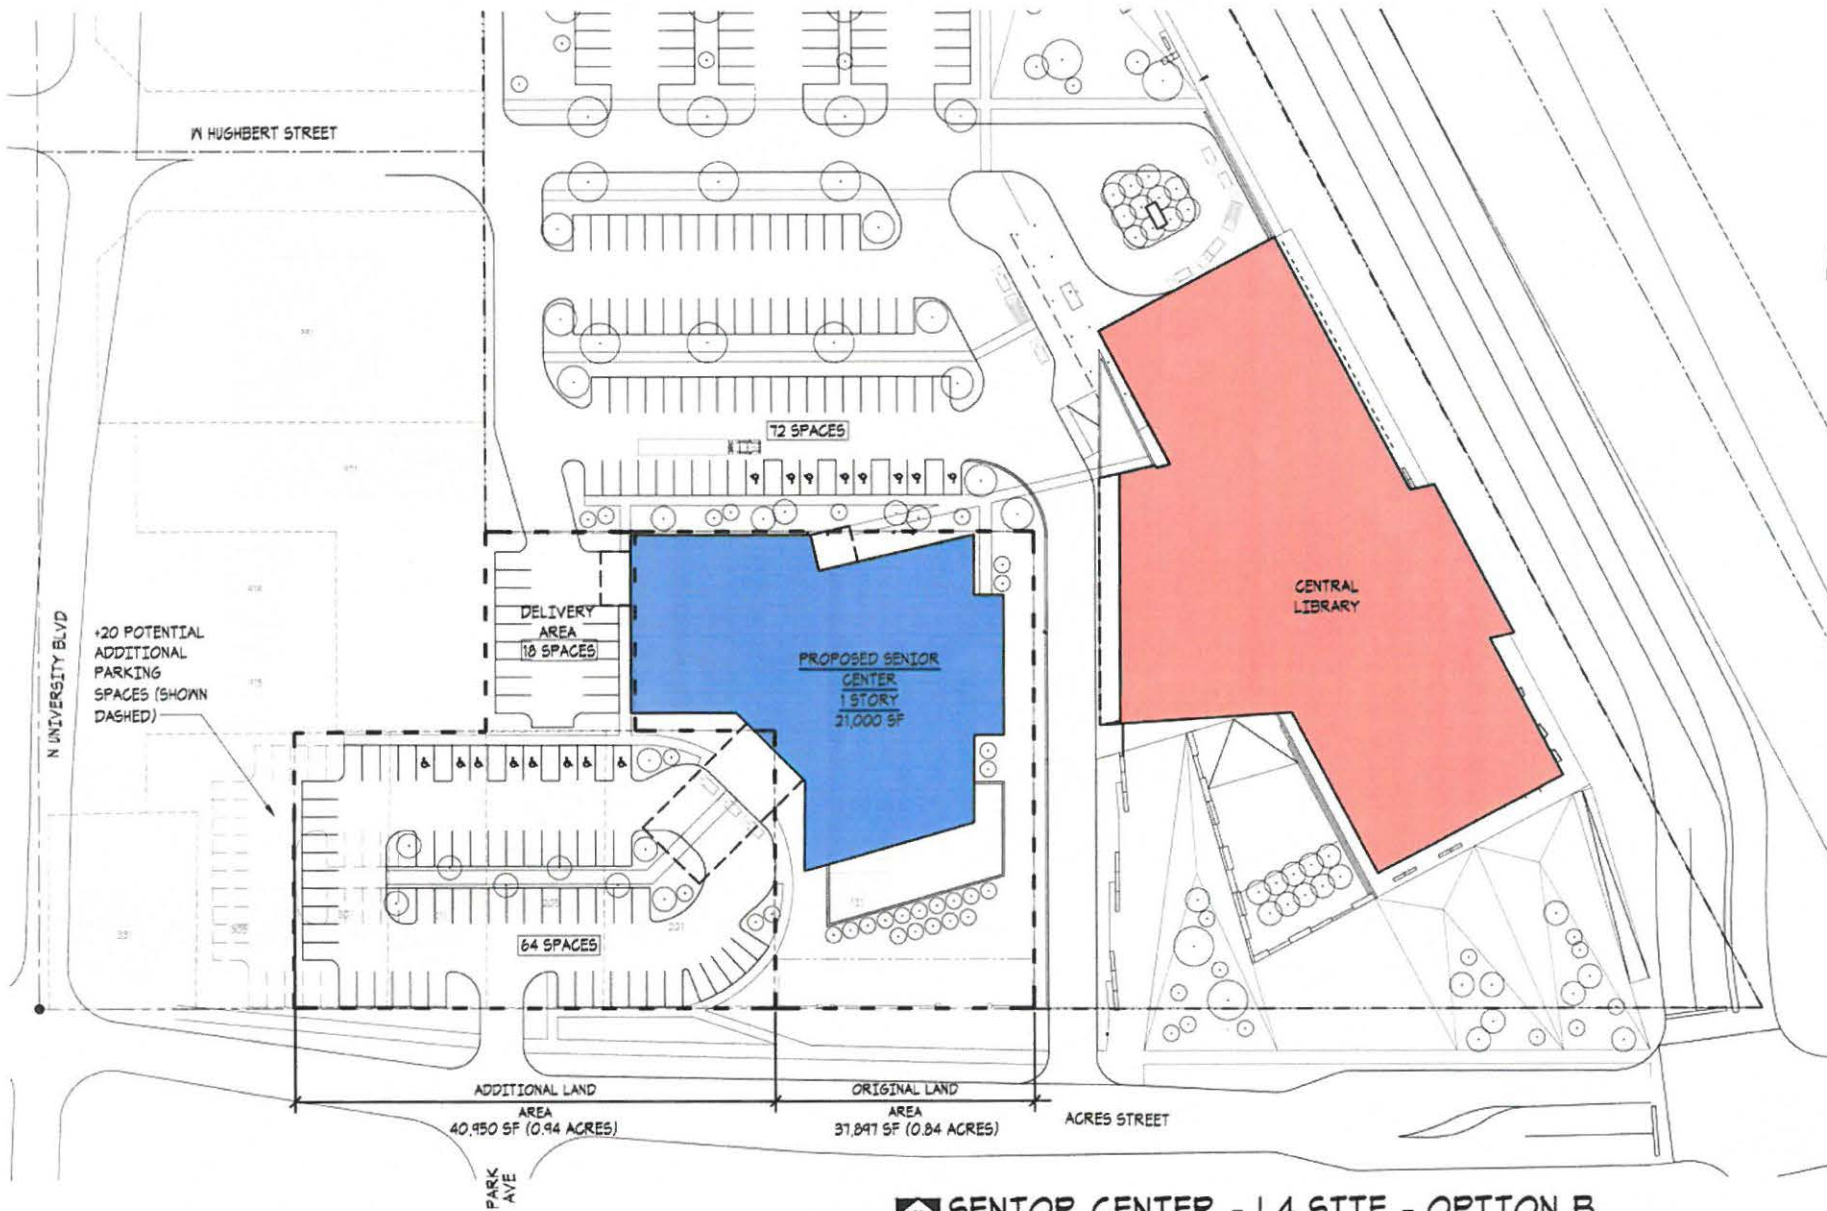 W HUGHBERT STREET
72 SPACES
N UNIVERSITY BLVD
+20 POTENTIAL
ADDITIONAL
PARKING
SPACES (SHOWN
DASHED)
DELIVERY
AREA
18 SPACES
PROPOSED SENIOR
CENTER
1 STORY
21,000 SF
CENTRAL
LIBRARY
64 SPACES
ADDITIONAL LAND
AREA
40,950 SF (0.94 ACRES)
ORIGINAL LAND
AREA
37,897 SF (0.84 ACRES)
ACRES STREET
PARK
AVE
SENIOR CENTER - L4 SITE - OPTION B